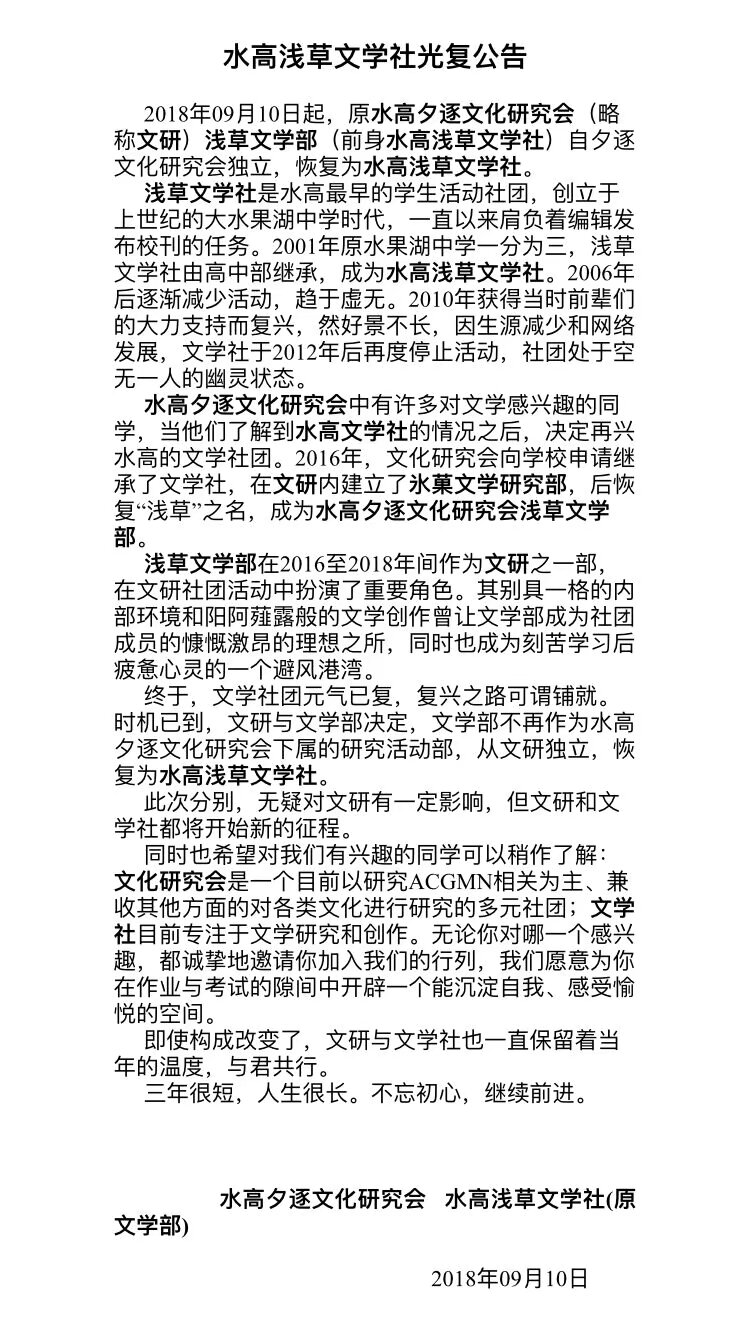 水高浅草文学社光复公告
2018年09月10日起，原水高夕逐文化研究会（略
称文研）浅草文学部（前身水高浅草文学社）自夕逐
文化研究会独立，恢复为水高浅草文学社。
浅草文学社是水高最早的学生活动社团，创立于
上世纪的大水果湖中学时代，一直以来肩负着编辑发
布校刊的任务。2001年原水果湖中学一分为三，浅草
文学社由高中部继承，成为水高浅草文学社。2006年
后逐渐减少活动，趋于虚无。2010年获得当时前辈们
的大力支持而复兴，然好景不长，因生源减少和网络
发展，文学社于2012年后再度停止活动，社团处于空
无一人的幽灵状态。
水高夕逐文化研究会中有许多对文学感兴趣的同
学，当他们了解到水高文学社的情况之后，决定再兴
水高的文学社团。2016年，文化研究会向学校申请继
承了文学社，在文研内建立了氷菓文学研究部，后恢
复“浅草”之名，成为水高夕逐文化研究会浅草文学
部。
浅草文学部在2016至2018年间作为文研之一部，
在文研社团活动中扮演了重要角色。其别具一格的内
部环境和阳阿薤露般的文学创作曾让文学部成为社团
成员的慷慨激昂的理想之所，同时也成为刻苦学习后
疲惫心灵的一个避风港湾。
终于，文学社团元气已复，复兴之路可谓铺就。
时机已到，文研与文学部决定，文学部不再作为水高
夕逐文化研究会下属的研究活动部，从文研独立，恢
复为水高浅草文学社。
此次分别，无疑对文研有一定影响，但文研和文
学社都将开始新的征程。
同时也希望对我们有兴趣的同学可以稍作了解：
文化研究会是一个目前以研究ACGMN相关为主、兼
收其他方面的对各类文化进行研究的多元社团；文学
社目前专注于文学研究和创作。无论你对哪一个感兴
趣，都诚挚地邀请你加入我们的行列，我们愿意为你
在作业与考试的隙间中开辟一个能沉淀自我、感受愉
悦的空间。
即使构成改变了，文研与文学社也一直保留着当
年的温度，与君共行。
三年很短，人生很长。不忘初心，继续前进。
水高夕逐文化研究会 水高浅草文学社(原
文学部)
2018年09月10日